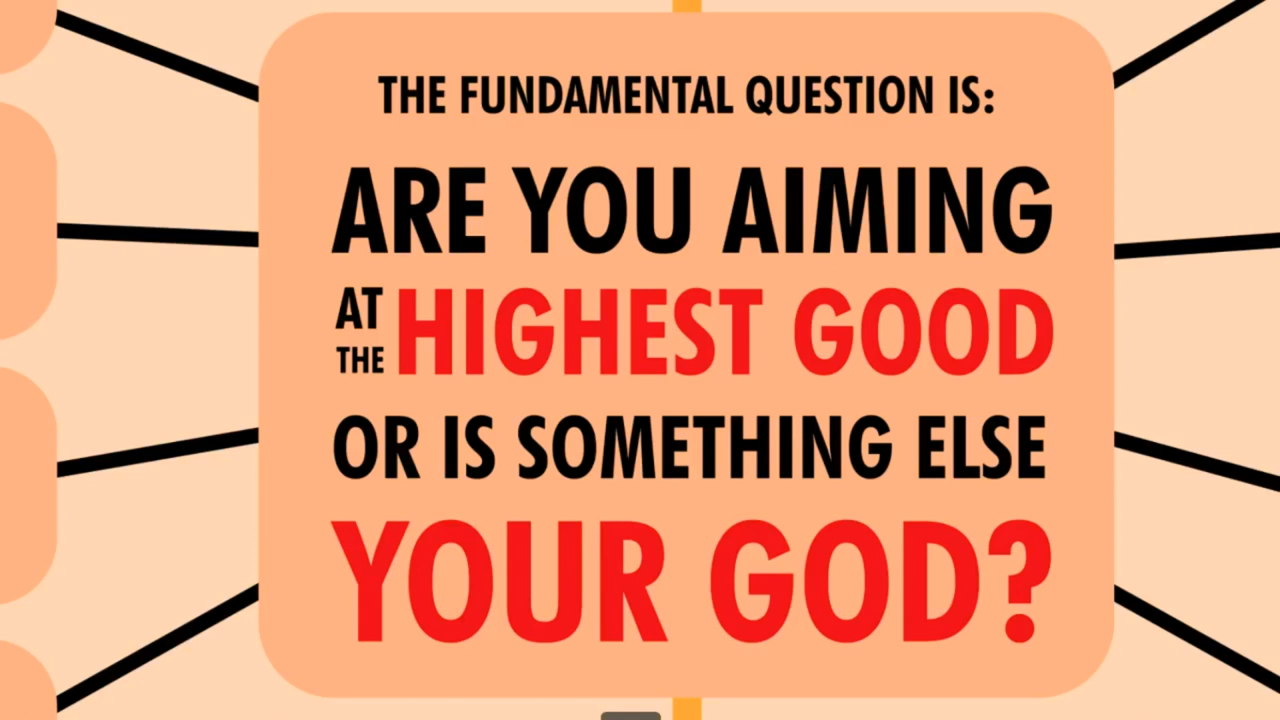 THE FUNDAMENTAL QUESTION IS:
ARE YOU AIMING
AT THE HIGHEST GOOD
OR IS SOMETHING ELSE
YOUR GOD?